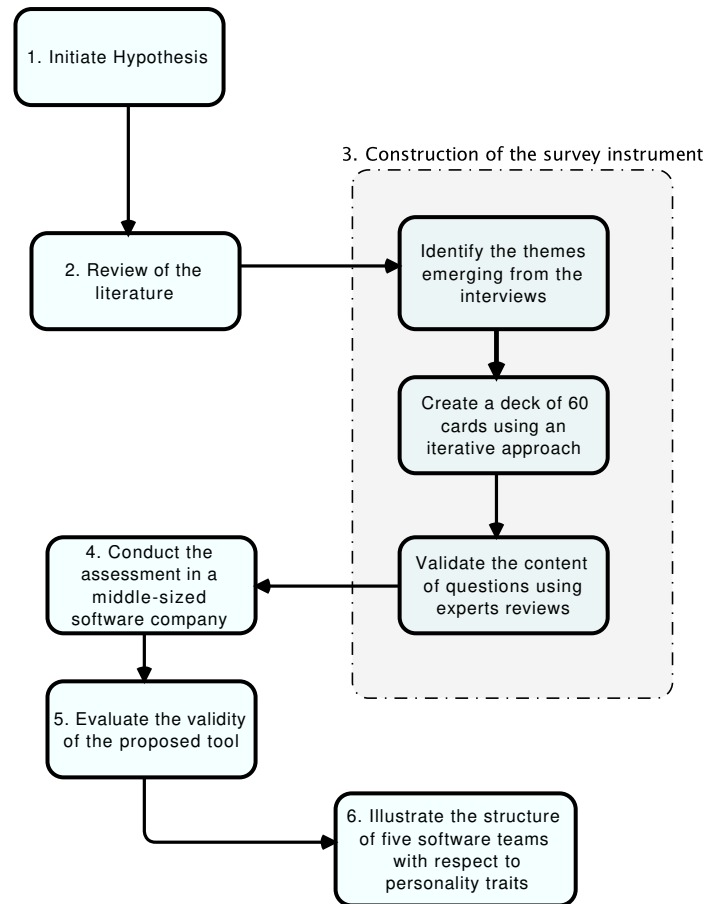 1. Initiate Hypothesis
2. Review of the
literature
3. Construction of the survey instrument
Identify the themes
emerging from the
interviews
Create a deck of 60
cards using an
iterative approach
Validate the content
of questions using
experts reviews
4. Conduct the
assessment in a
middle-sized
software company
5. Evaluate the validity
of the proposed tool
6. Illustrate the structure
of five software teams
with respect to
personality traits